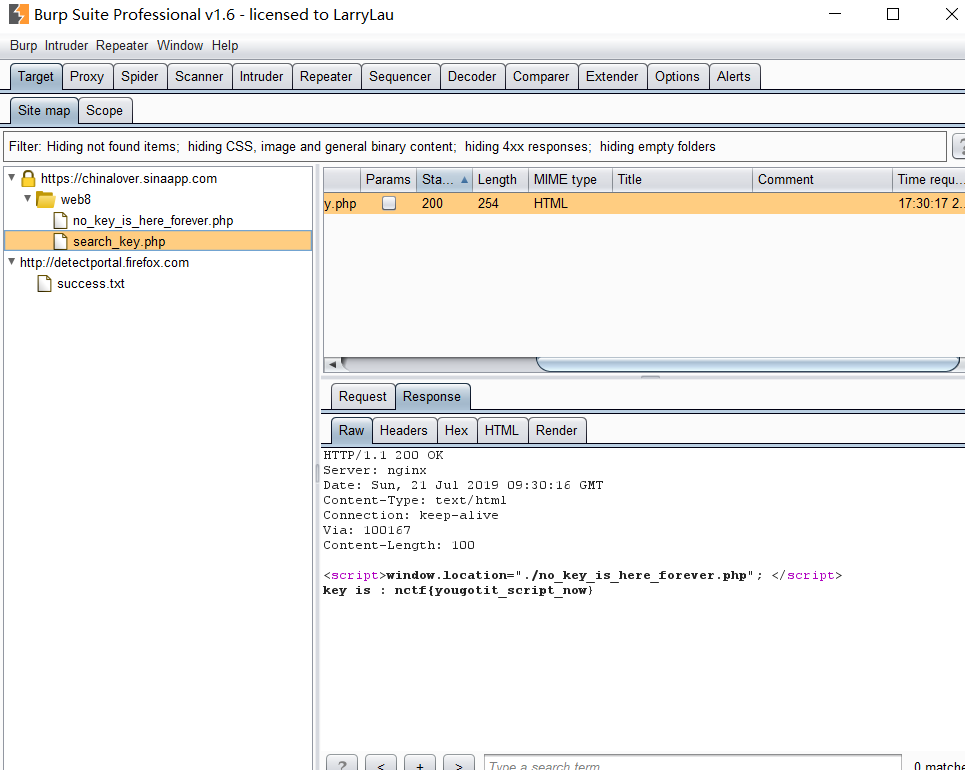 Burp Suite Professional v1.6 - licensed to LarryLau
Burp Intruder Repeater Window Help
Target Proxy Spider Scanner Intruder Repeater Sequencer Decoder Comparer Extender Options Alerts
Site map Scope
Filter: Hiding not found items; hiding CSS, image and general binary content; hiding 4xx responses; hiding empty folders ?
https://chinalover.sinaapp.com
web8
no_key_is_here_forever.php
search_key.php
http://detectportal.firefox.com
success.txt
Params Sta... Length MIME type Title Comment Time requ...
y.php 200 254 HTML 17:30:17 2...
Request Response
Raw Headers Hex HTML Render
HTTP/1.1 200 OK
Server: nginx
Date: Sun, 21 Jul 2019 09:30:16 GMT
Content-Type: text/html
Connection: keep-alive
Via: 100167
Content-Length: 100
<script>window.location="./no_key_is_here_forever.php"; </script>
key is : nctf{yougotit_script_now}
? < + > Type a search term 0 matche